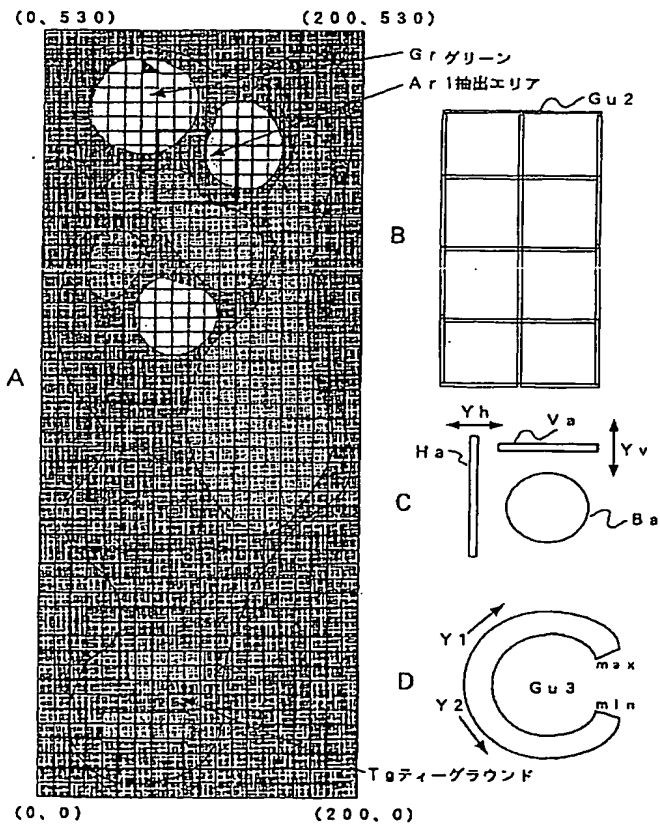 (0、530)
(200、530)
Grグリーン
Ar1抽出エリア
Gu2
B
A
Yh
Va
Ha
Yv
C
Ba
Y1
max
D
Gu3
Y2
min
Tgティーグラウンド
(0、0)
(200、0)